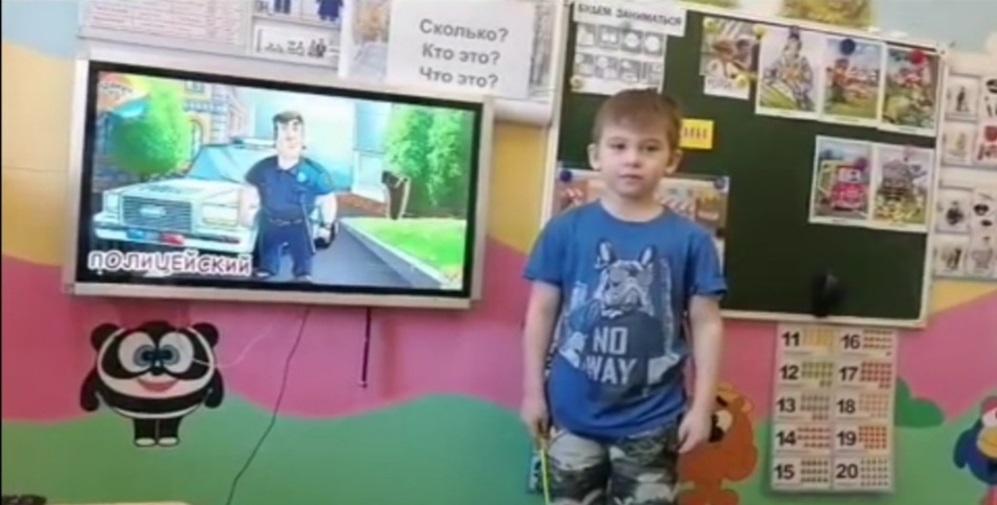 Сколько?
Кто это?
Что это?
БУДЕМ ЗАНИМАТЬСЯ
ПОЛИЦЕЙСКИЙ
NO
WAY
11 16
12 17
13 18
14 19
15 20